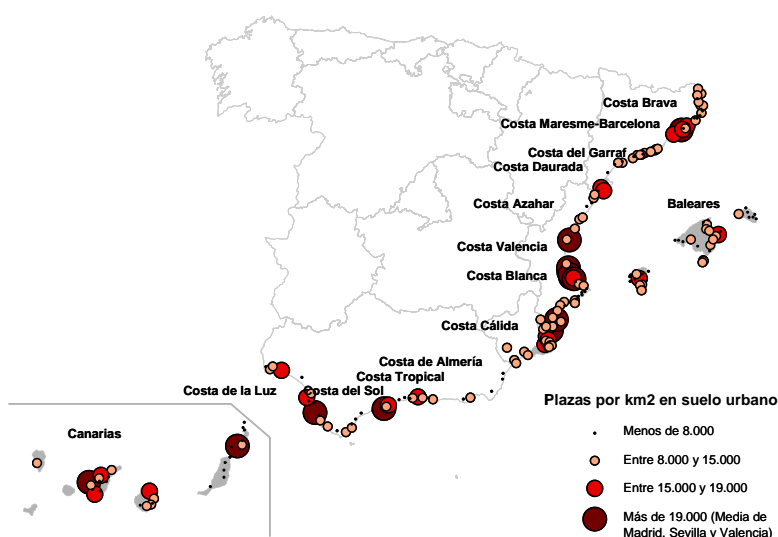 Costa Brava
Costa Maresme-Barcelona
Costa del Garraf
Costa Daurada
Costa Azahar
Baleares
Costa Valencia
Costa Blanca
Costa Cálida
Costa de Almería
Costa Tropical
Costa de la Luz
Costa del Sol
Canarias
Plazas por km2 en suelo urbano
Menos de 8.000
Entre 8.000 y 15.000
Entre 15.000 y 19.000
Más de 19.000 (Media de
Madrid, Sevilla y Valencia)